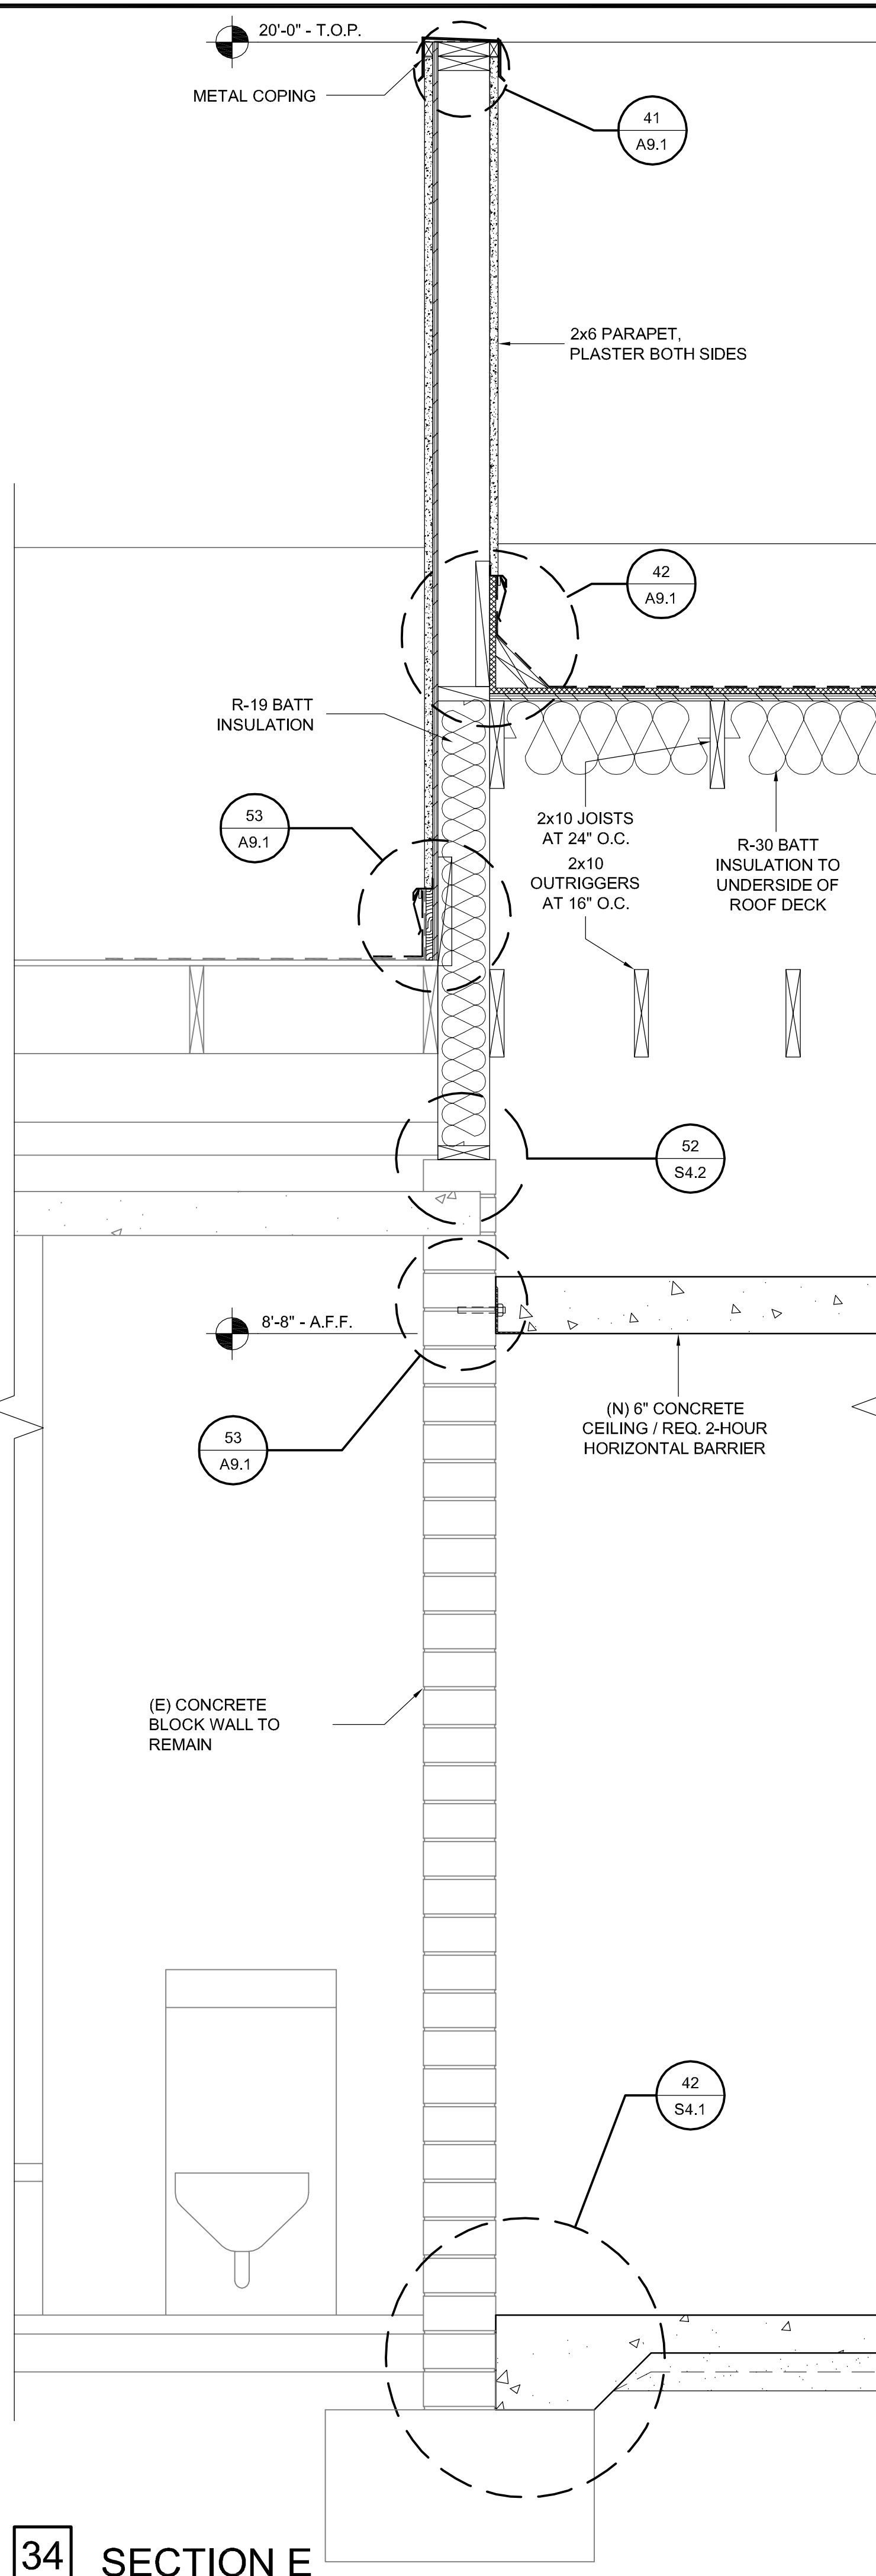 20'-0" - T.O.P.
METAL COPING
41
A9.1
2x6 PARAPET,
PLASTER BOTH SIDES
42
A9.1
R-19 BATT
INSULATION
53
A9.1
2x10 JOISTS
AT 24" O.C.
2x10
OUTRIGGERS
AT 16" O.C.
R-30 BATT
INSULATION TO
UNDERSIDE OF
ROOF DECK
52
S4.2
8'-8" - A.F.F.
53
A9.1
(N) 6" CONCRETE
CEILING / REQ. 2-HOUR
HORIZONTAL BARRIER
(E) CONCRETE
BLOCK WALL TO
REMAIN
42
S4.1
34 SECTION E